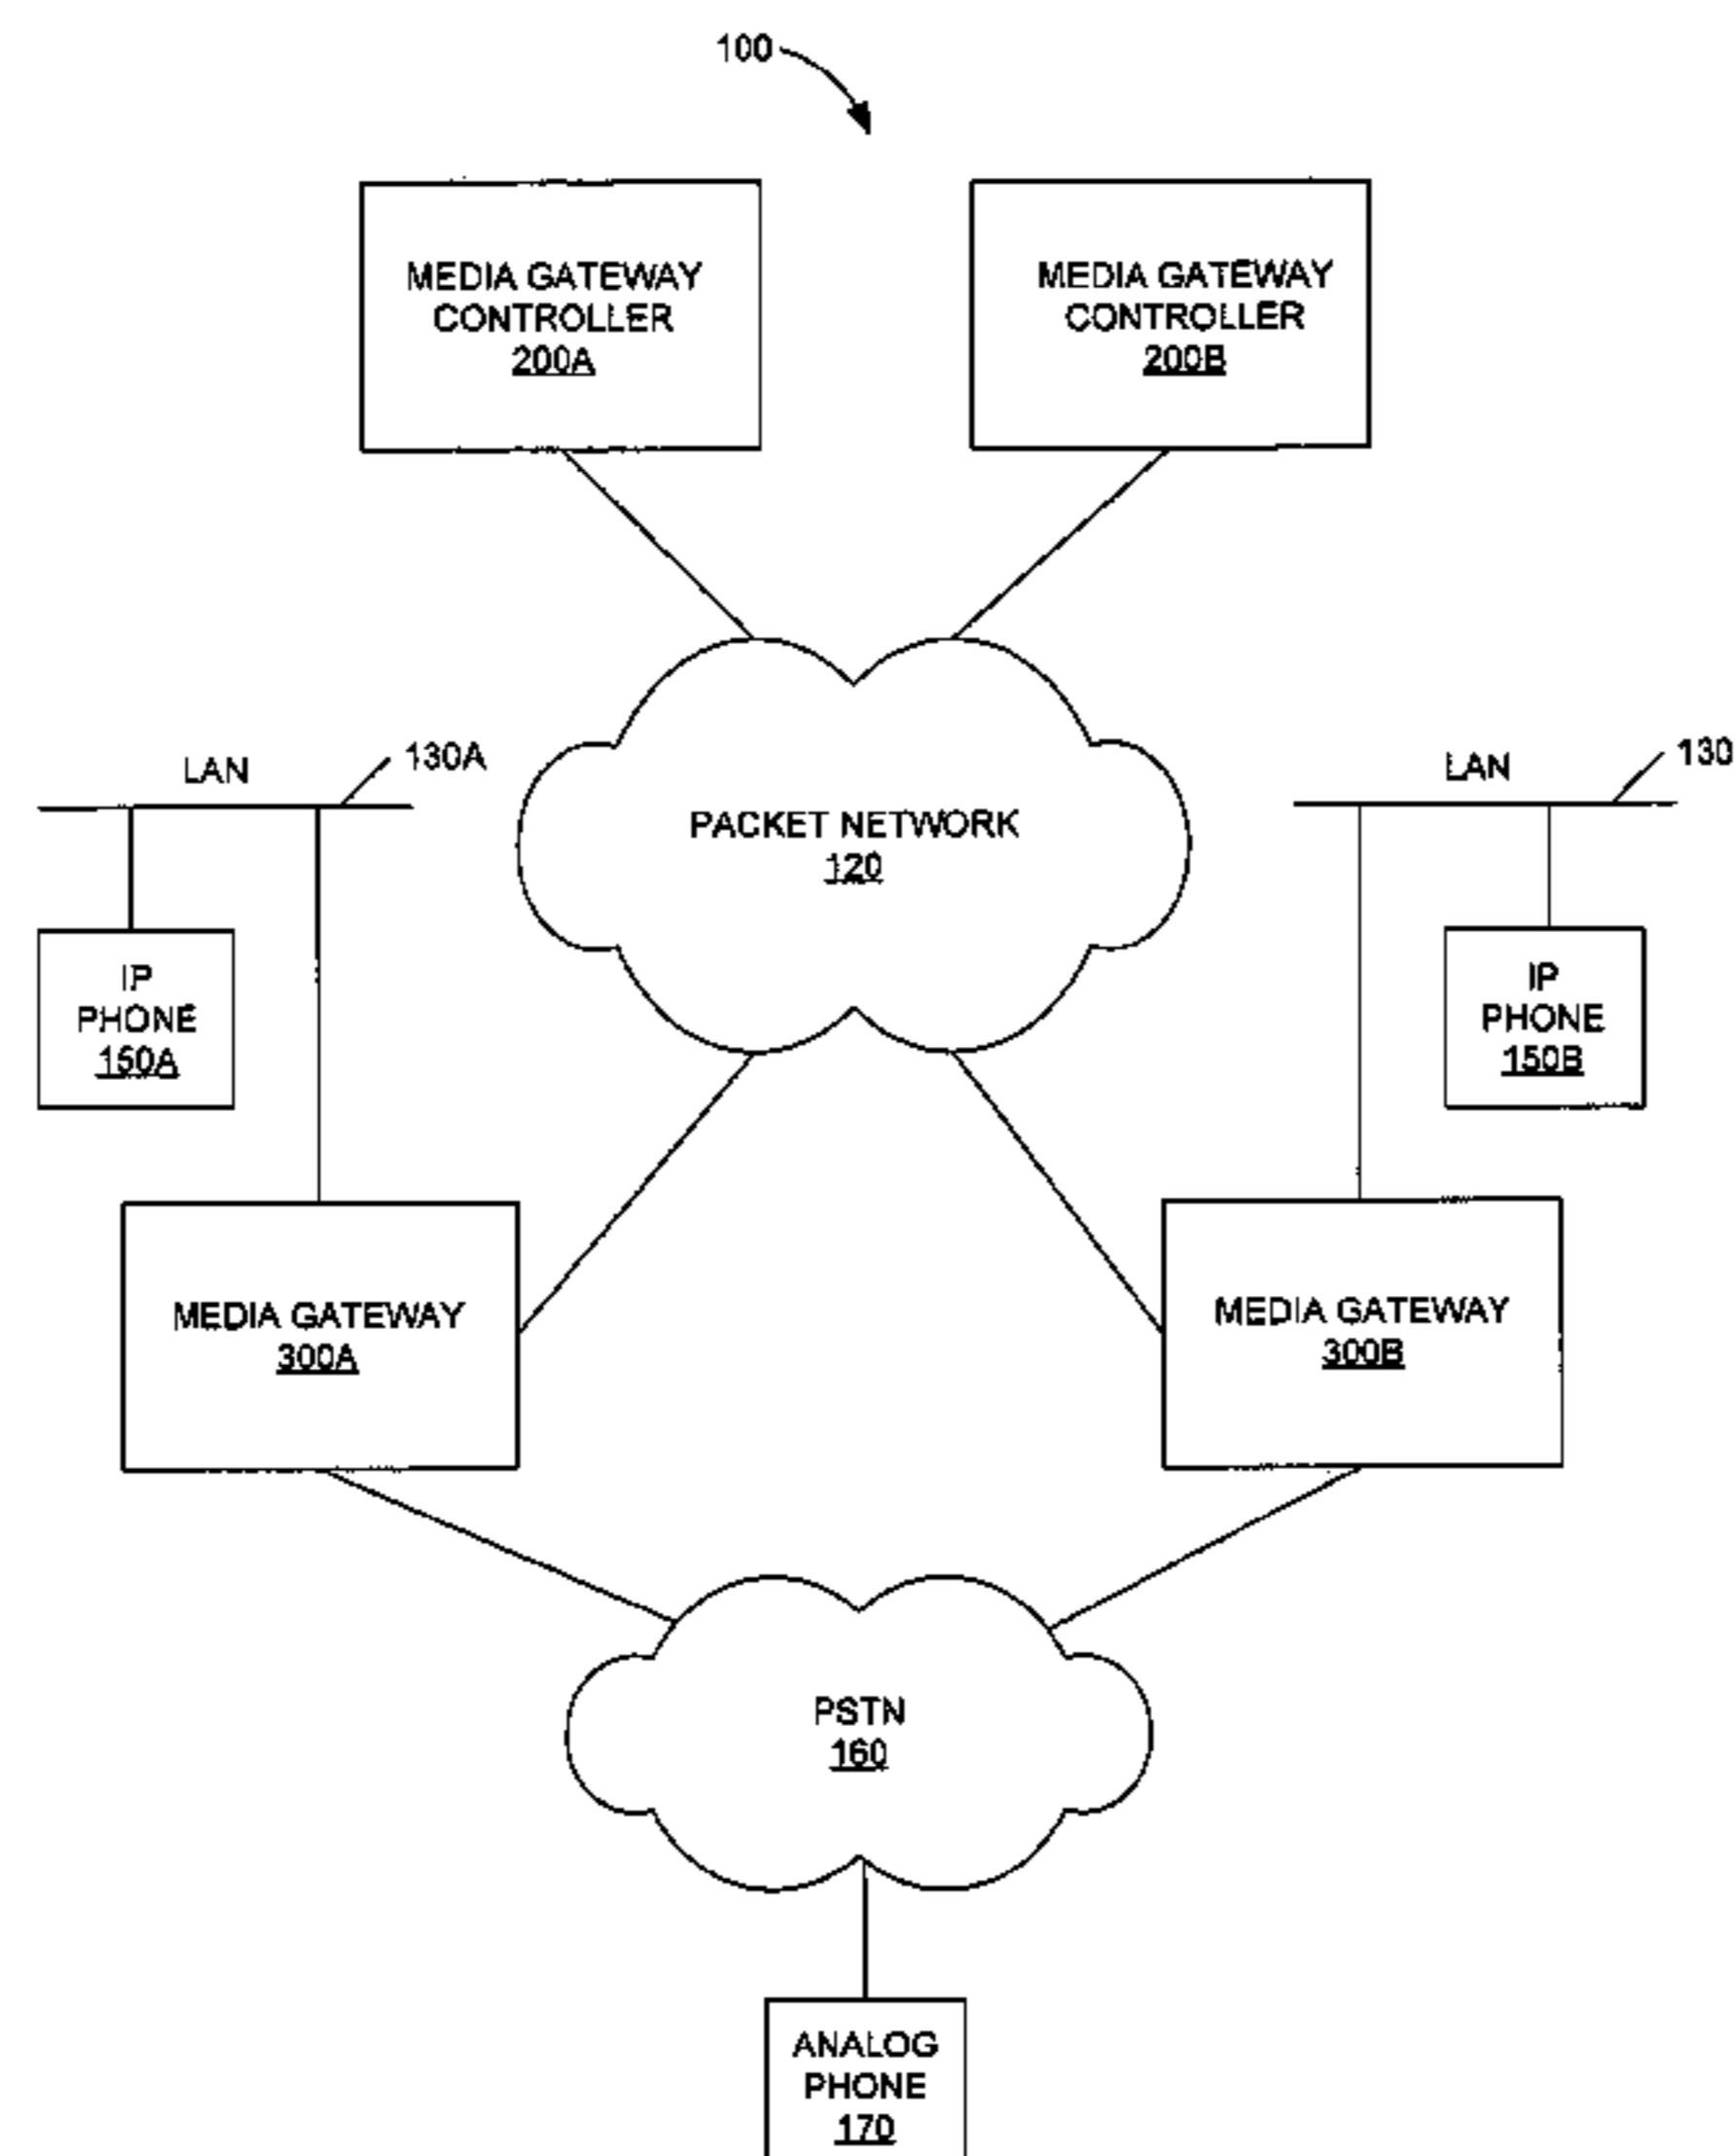 100
MEDIA GATEWAY
CONTROLLER
200A
MEDIA GATEWAY
CONTROLLER
200B
LAN
130A
PACKET NETWORK
120
LAN
130
IP
PHONE
150A
IP
PHONE
150B
MEDIA GATEWAY
300A
MEDIA GATEWAY
300B
PSTN
160
ANALOG
PHONE
170